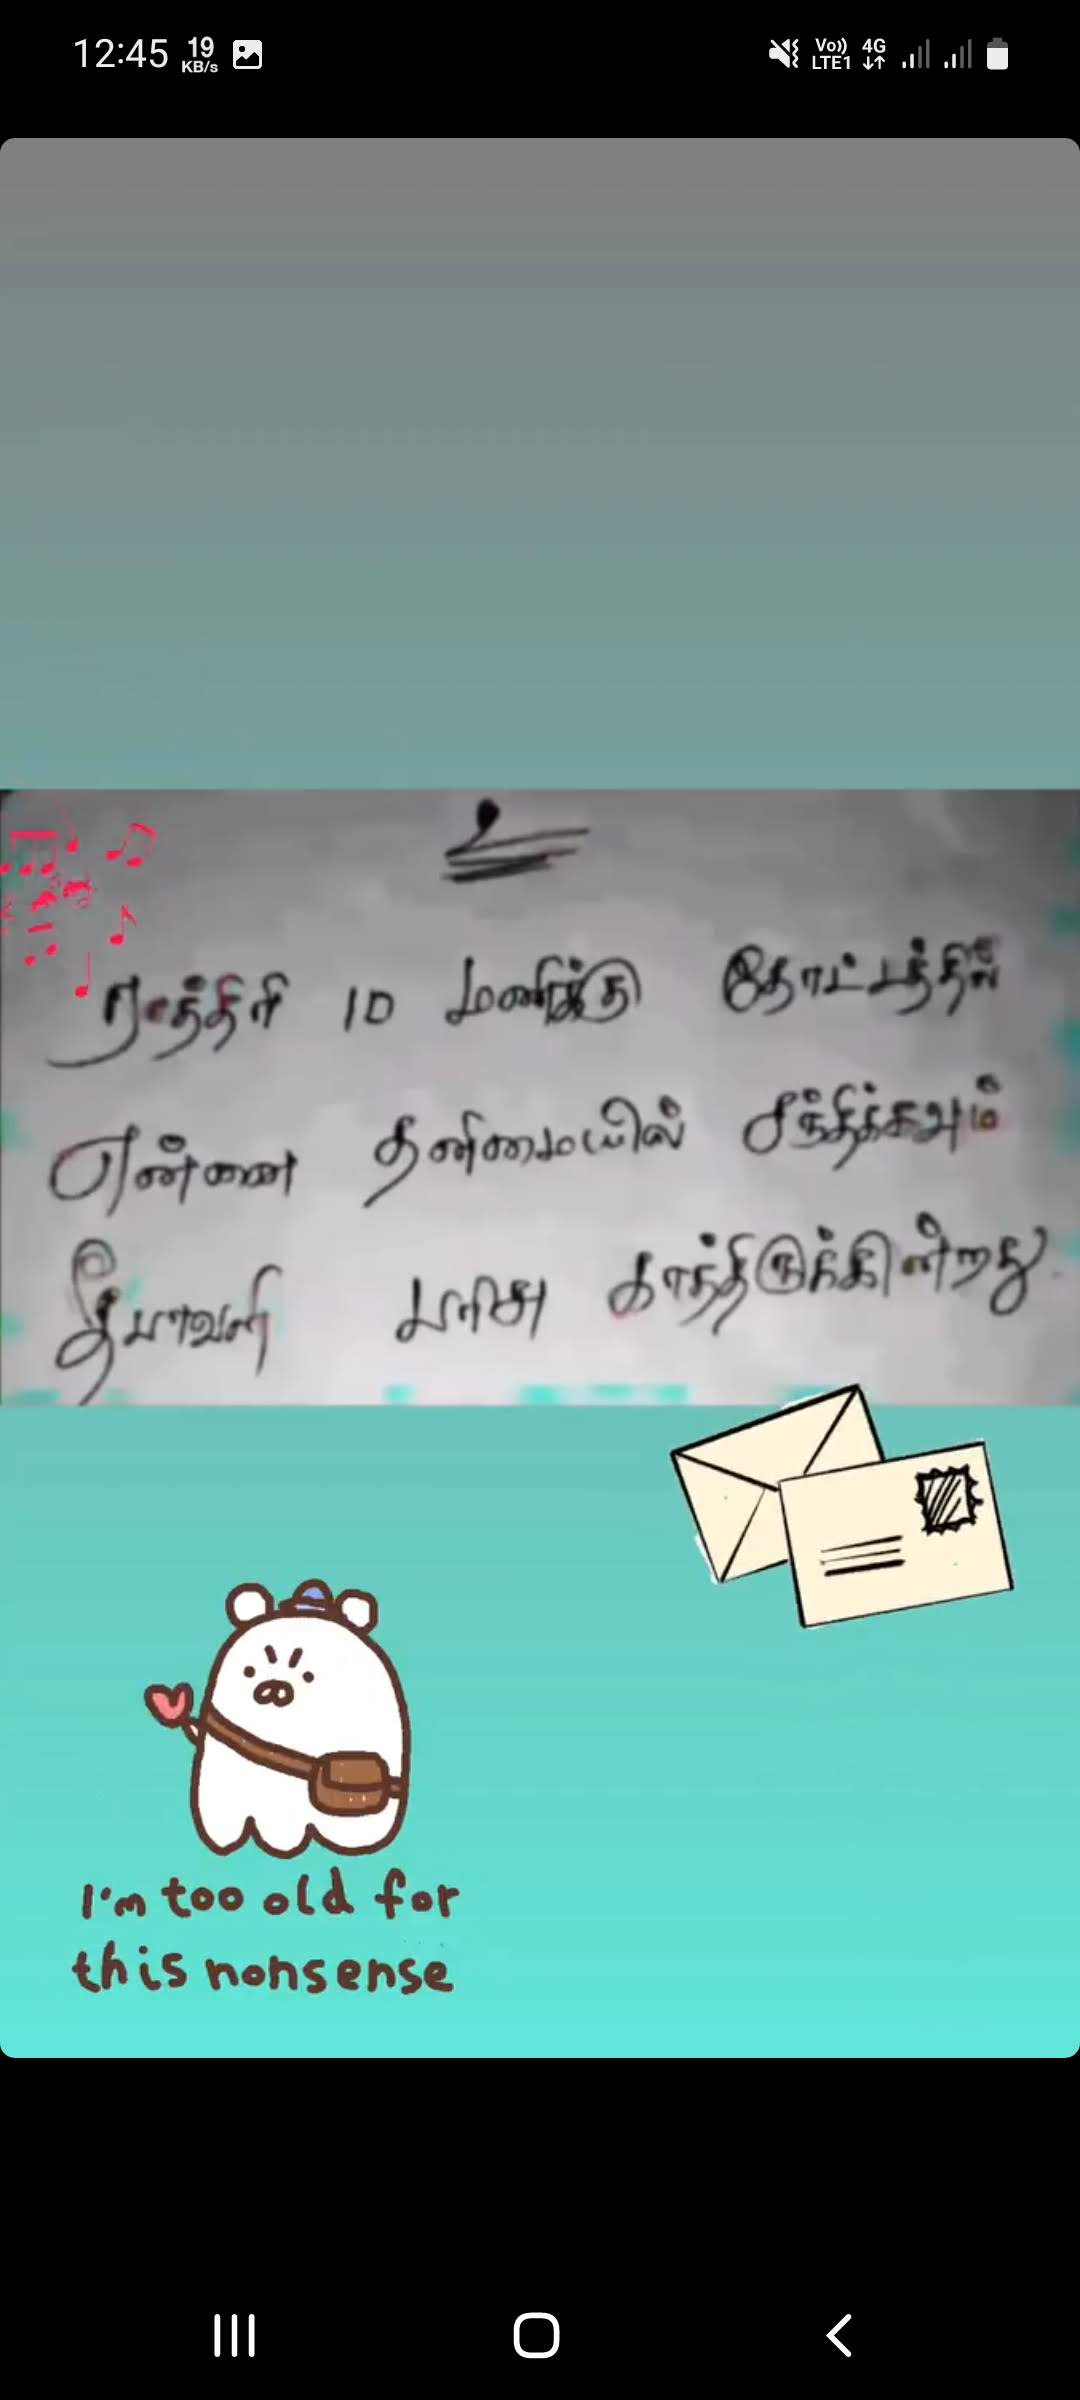 12:45 19 KB/s Vo)) LTE1 4G
உ
ராத்திரி 10 மணிக்கு தோட்டத்தில்
என்னை தனிமையில் சந்திக்கவும்
தீபாவளி பரிசு காத்திருக்கின்றது
I'm too old for
this nonsense